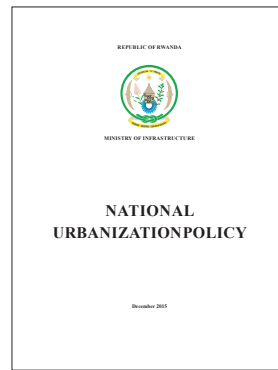 REPUBLIC OF RWANDA
MINISTRY OF INFRASTRUCTURE
NATIONAL
URBANIZATIONPOLICY
December 2015